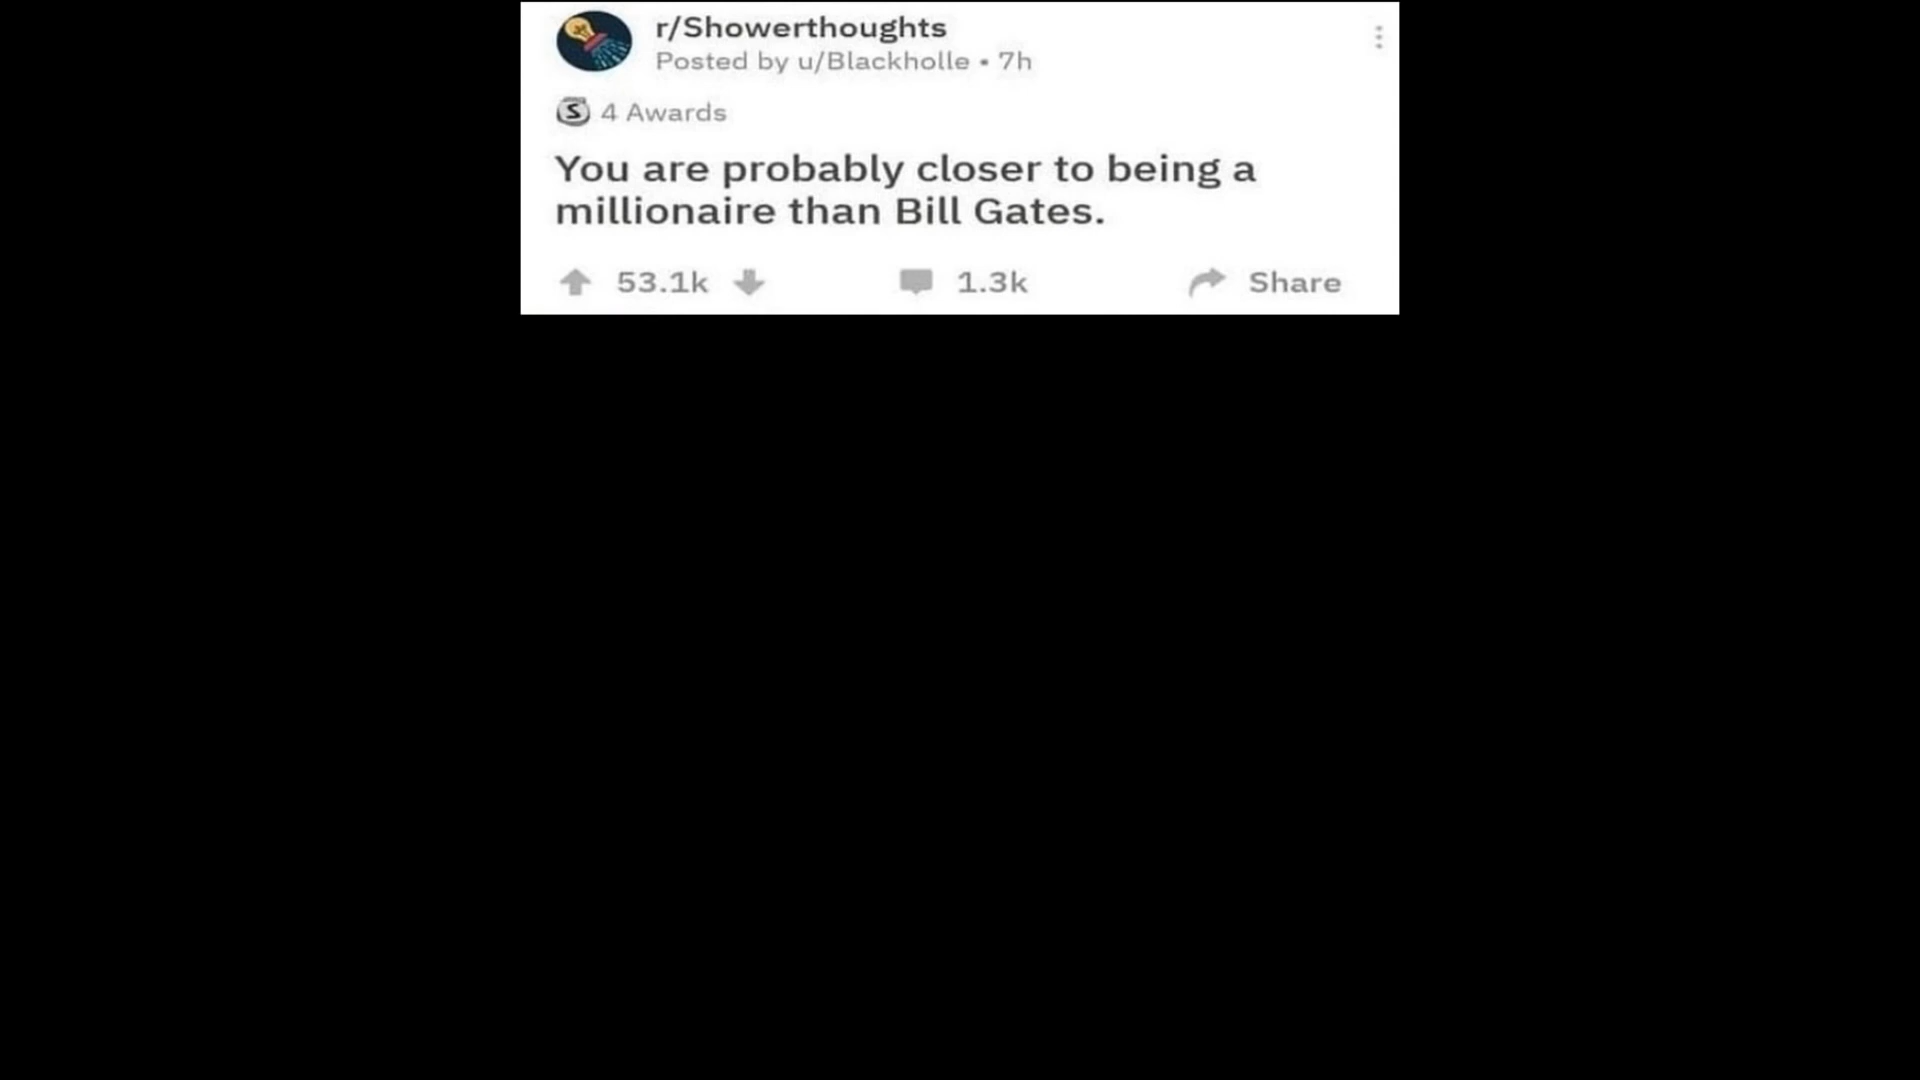 r/Showerthoughts
Posted by u/Blackholle • 7h
4 Awards
You are probably closer to being a
millionaire than Bill Gates.
53.1k 1.3k Share